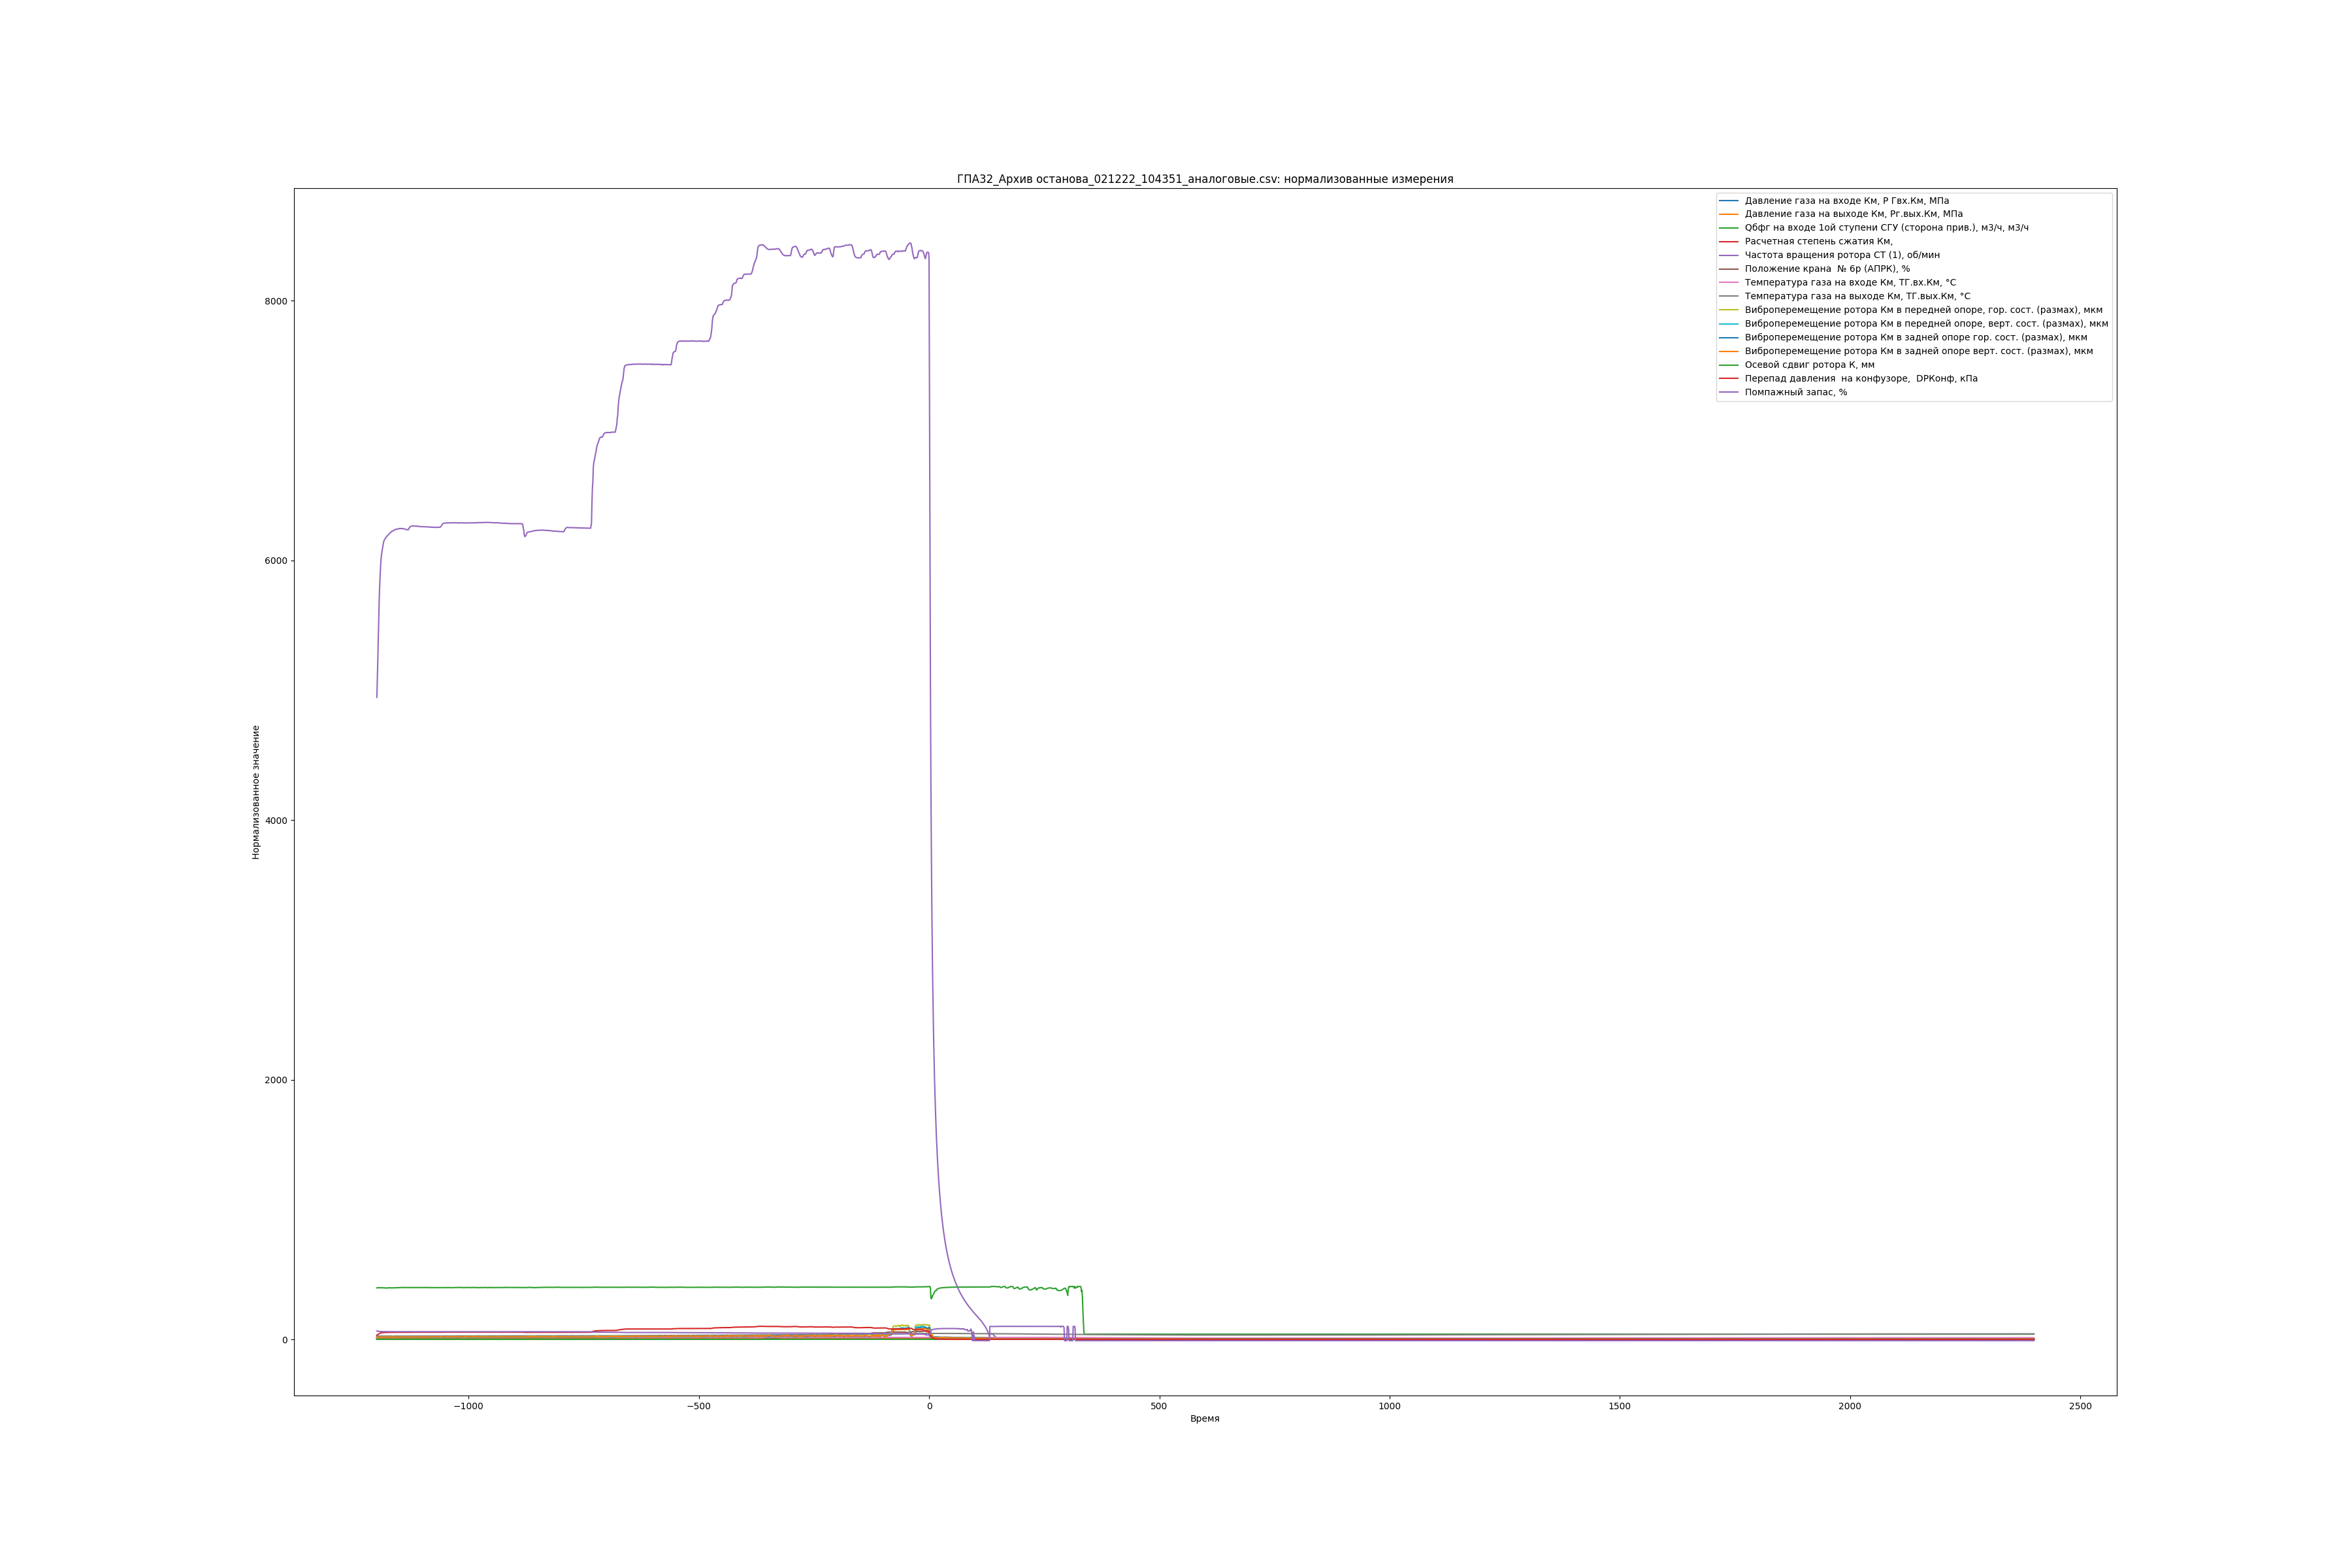 ГПА32_Архив останова_021222_104351_аналоговые.csv: нормализованные измерения
Давление газа на входе Км, Р Гвх.Км, МПа
Давление газа на выходе Км, Рг.вых.Км, МПа
Qбфг на входе 1ой ступени СГУ (сторона прив.), м3/ч, м3/ч
Расчетная степень сжатия Км,
Частота вращения ротора СТ (1), об/мин
Положение крана  № 6р (АПРК), %
Температура газа на входе Км, ТГ.вх.Км, °С
Температура газа на выходе Км, ТГ.вых.Км, °С
Виброперемещение ротора Км в передней опоре, гор. сост. (размах), мкм
Виброперемещение ротора Км в передней опоре, верт. сост. (размах), мкм
Виброперемещение ротора Км в задней опоре гор. сост. (размах), мкм
Виброперемещение ротора Км в задней опоре верт. сост. (размах), мкм
Осевой сдвиг ротора К, мм
Перепад давления  на конфузоре,  DPКонф, кПа
Помпажный запас, %
8000
6000
4000
2000
0
Нормализованное значение
−1000
−500
0
500
1000
1500
2000
2500
Время